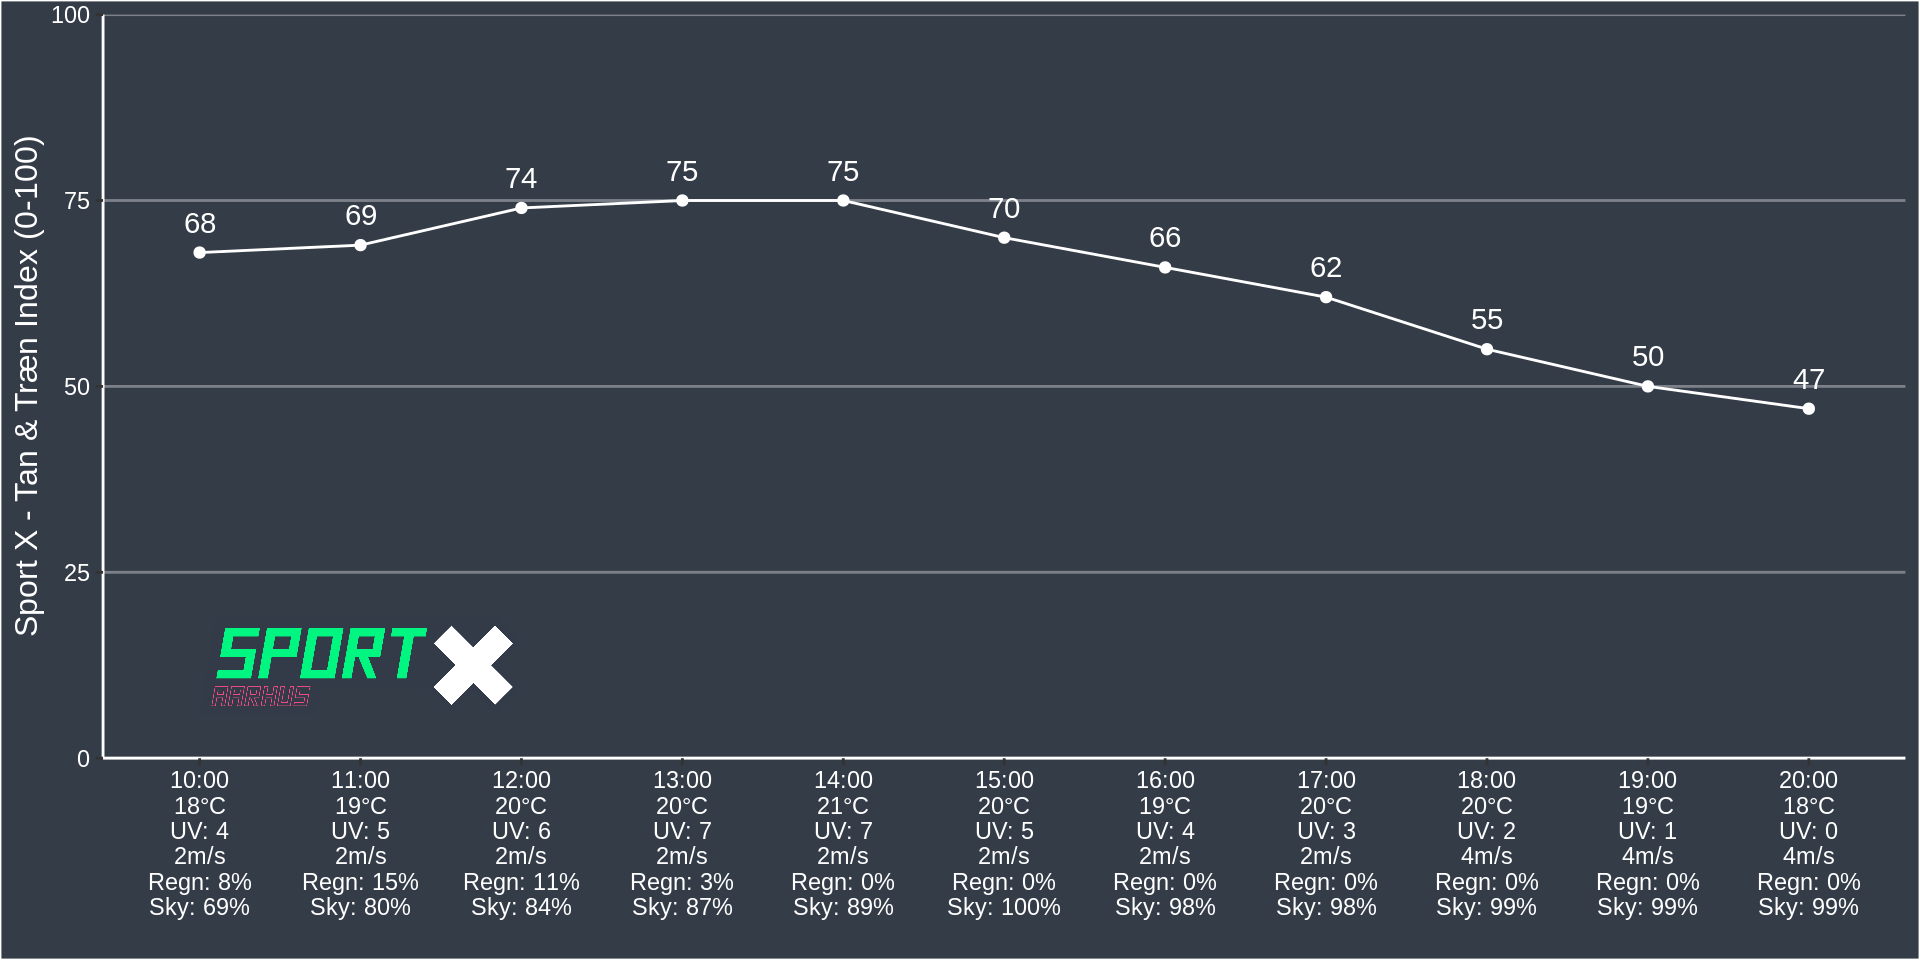 Sport X - Tan & Træn Index (0-100)
100
75
50
25
0
68
69
74
75
75
70
66
62
55
50
47
SPORT X
AARHUS
10:00 11:00 12:00 13:00 14:00 15:00 16:00 17:00 18:00 19:00 20:00
18°C 19°C 20°C 20°C 21°C 20°C 19°C 20°C 20°C 19°C 18°C
UV: 4 UV: 5 UV: 6 UV: 7 UV: 7 UV: 5 UV: 4 UV: 3 UV: 2 UV: 1 UV: 0
2m/s 2m/s 2m/s 2m/s 2m/s 2m/s 2m/s 2m/s 4m/s 4m/s 4m/s
Regn: 8% Regn: 15% Regn: 11% Regn: 3% Regn: 0% Regn: 0% Regn: 0% Regn: 0% Regn: 0% Regn: 0% Regn: 0%
Sky: 69% Sky: 80% Sky: 84% Sky: 87% Sky: 89% Sky: 100% Sky: 98% Sky: 98% Sky: 99% Sky: 99% Sky: 99%